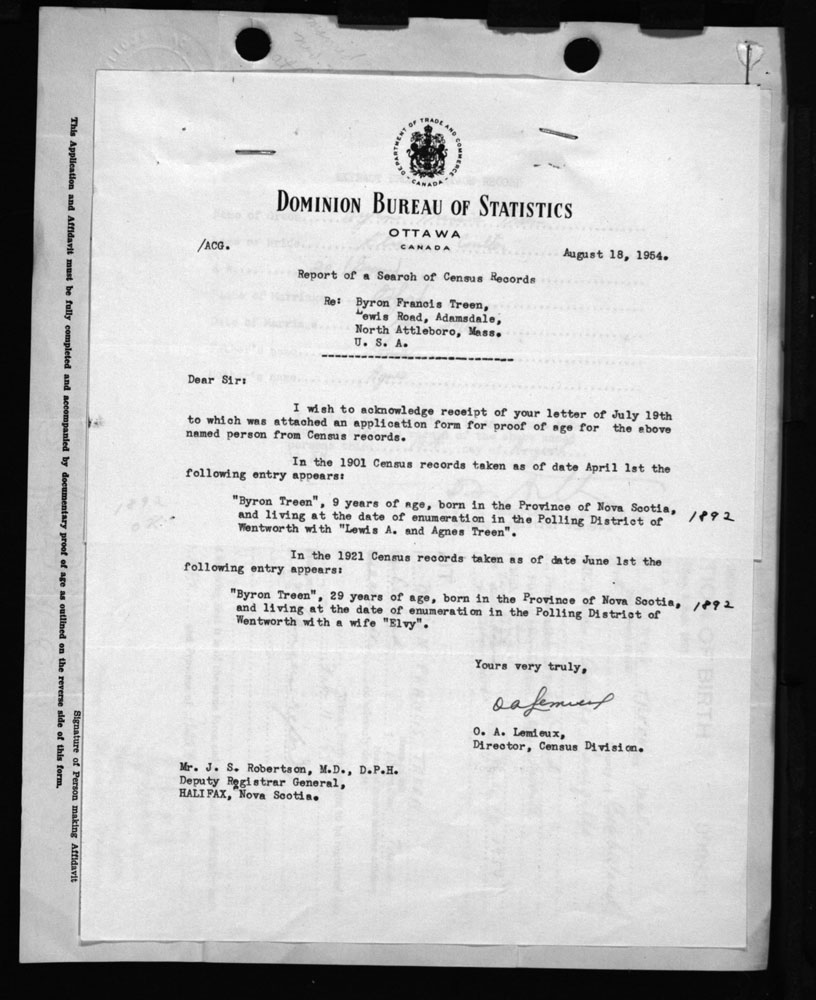 DEPARTMENT OF TRADE AND COMMERCE
CANADA
DOMINION BUREAU OF STATISTICS
OTTAWA
CANADA
/ACG.
August 18, 1954.
Report of a Search of Census Records
Re: Byron Francis Treen,
Lewis Road, Adamsdale,
North Attleboro, Mass.
U. S. A.
Dear Sir:
I wish to acknowledge receipt of your letter of July 19th
to which was attached an application form for proof of age for the above
named person from Census records.
In the 1901 Census records taken as of date April 1st the
following entry appears:
"Byron Treen", 9 years of age, born in the Province of Nova Scotia,
and living at the date of enumeration in the Polling District of
Wentworth with "Lewis A. and Agnes Treen".
1892
In the 1921 Census records taken as of date June 1st the
following entry appears:
"Byron Treen", 29 years of age, born in the Province of Nova Scotia,
and living at the date of enumeration in the Polling District of
Wentworth with a wife "Elvy".
1892
Yours very truly,
OA Lemieux
O. A. Lemieux,
Director, Census Division.
Mr. J. S. Robertson, M.D., D.P.H.
Deputy Registrar General,
HALIFAX, Nova Scotia.
This Application and Affidavit must be fully completed and accompanied by documentary proof of age as outlined on the reverse side of this form.
Signature of Person making Affidavit